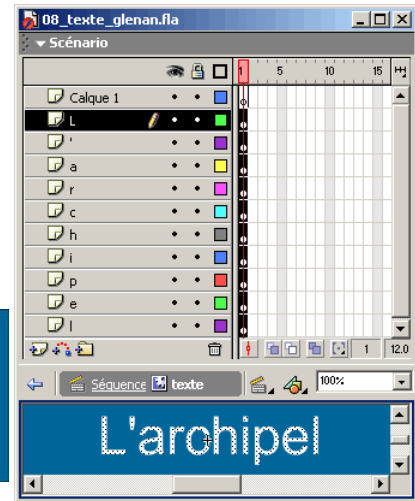 08_texte_glenan.fla
Scénario
1 5 10 15
Calque 1
L
'
a
r
c
h
i
p
e
l
1 12.0
Séquence texte 100%
L'archipel